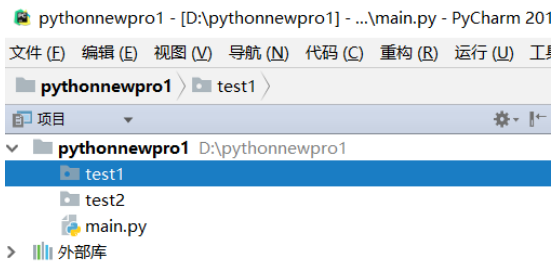 pythonnewpro1 - [D:\pythonnewpro1] - ...\main.py - PyCharm 201
文件 (F) 编辑 (E) 视图 (V) 导航 (N) 代码 (C) 重构 (R) 运行 (U) 工具
pythonnewpro1 test1
项目
pythonnewpro1 D:\pythonnewpro1
test1
test2
main.py
外部库